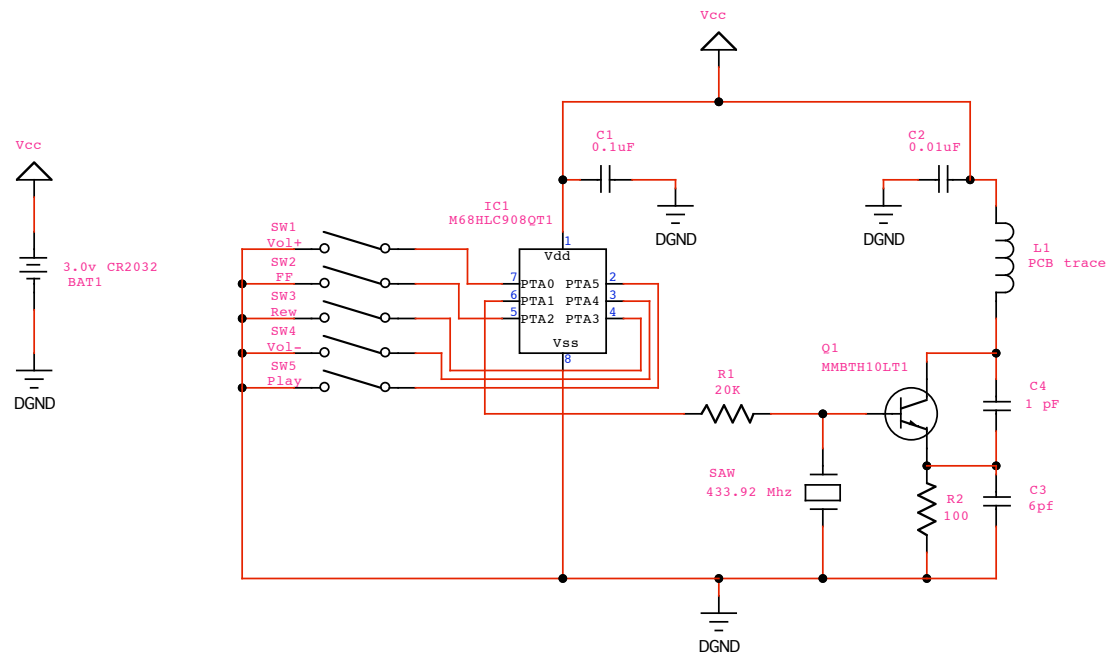 Vcc
Vcc
3.0v CR2032
BAT1
DGND
SW1
Vol+
SW2
FF
SW3
Rew
SW4
Vol-
SW5
Play
IC1
M68HLC908QT1
1
Vdd
7
PTA0
PTA5
2
6
PTA1
PTA4
3
5
PTA2
PTA3
4
Vss
8
C1
0.1uF
DGND
C2
0.01uF
DGND
L1
PCB trace
Q1
MMBTH10LT1
R1
20K
C4
1 pF
SAW
433.92 Mhz
R2
100
C3
6pf
DGND